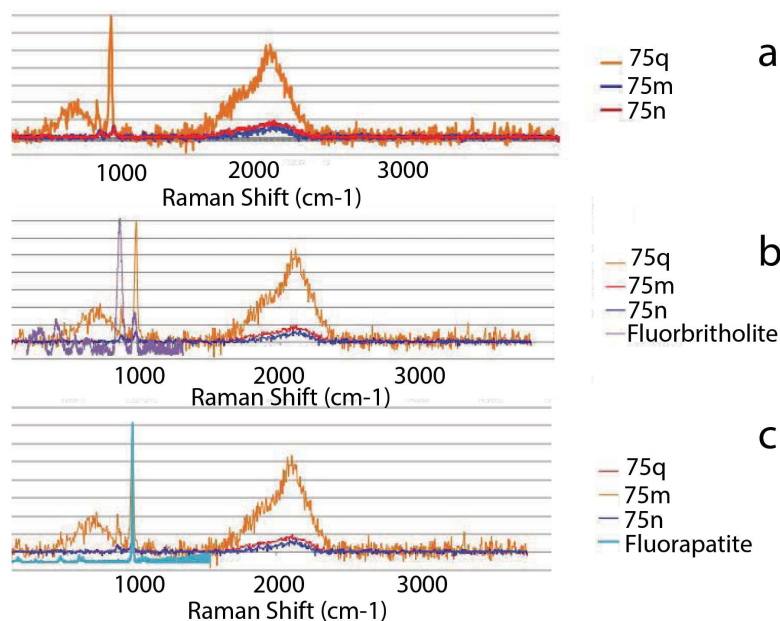 a
75q
75m
75n
1000 2000 3000
Raman Shift (cm-1)
b
75q
75m
75n
Fluorbritholite
1000 2000 3000
Raman Shift (cm-1)
c
75q
75m
75n
Fluorapatite
1000 2000 3000
Raman Shift (cm-1)